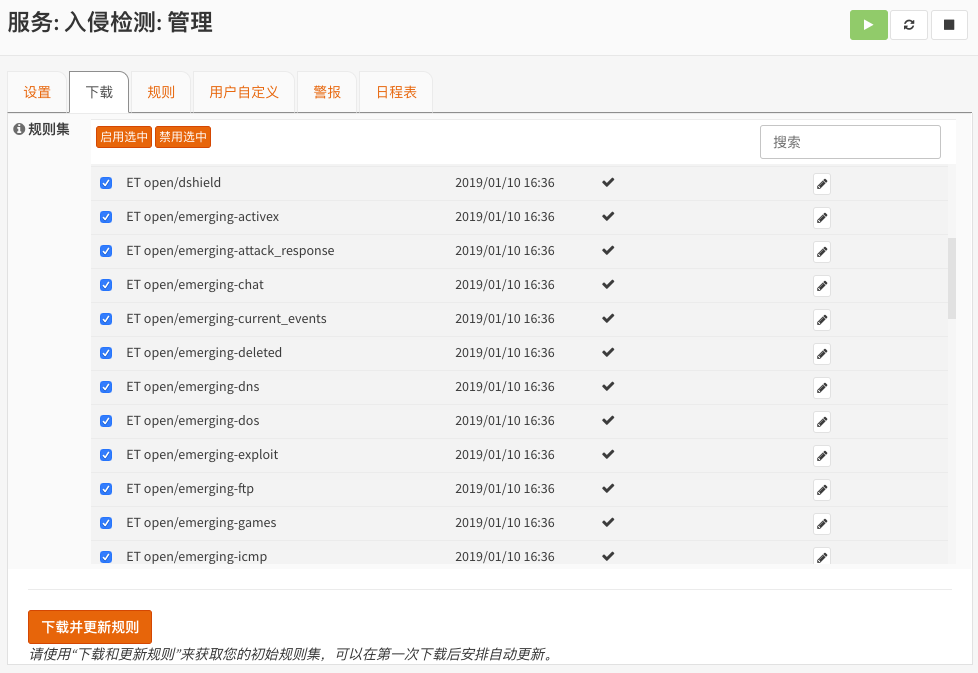 服务: 入侵检测: 管理
设置 下载 规则 用户自定义 警报 日程表
规则集 启用选中 禁用选中 搜索
ET open/dshield 2019/01/10 16:36
ET open/emerging-activex 2019/01/10 16:36
ET open/emerging-attack_response 2019/01/10 16:36
ET open/emerging-chat 2019/01/10 16:36
ET open/emerging-current_events 2019/01/10 16:36
ET open/emerging-deleted 2019/01/10 16:36
ET open/emerging-dns 2019/01/10 16:36
ET open/emerging-dos 2019/01/10 16:36
ET open/emerging-exploit 2019/01/10 16:36
ET open/emerging-ftp 2019/01/10 16:36
ET open/emerging-games 2019/01/10 16:36
ET open/emerging-icmp 2019/01/10 16:36
下载并更新规则
请使用“下载和更新规则”来获取您的初始规则集，可以在第一次下载后安排自动更新。